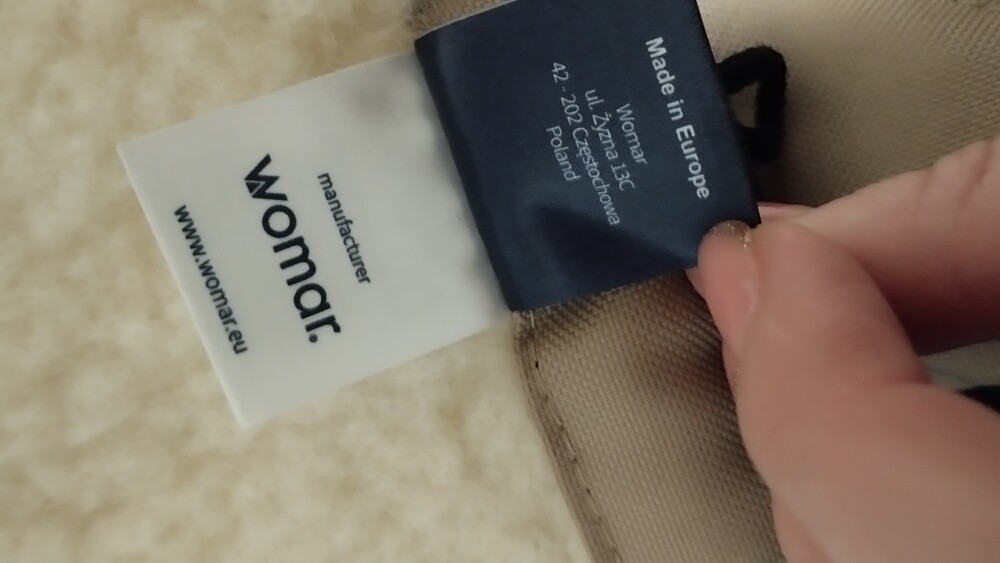 Made in Europe
Womar
ul. Żyzna 13C
42 - 202 Częstochowa
Poland
manufacturer
womar.
www.womar.eu